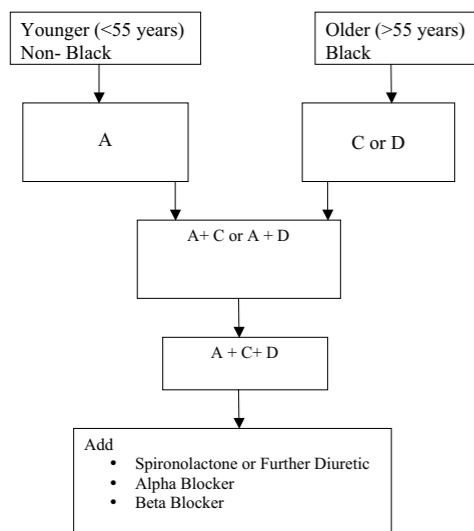 Younger (<55 years)
Non- Black
Older (>55 years)
Black
A
C or D
A+ C or A + D
A + C+ D
Add
• Spironolactone or Further Diuretic
• Alpha Blocker
• Beta Blocker